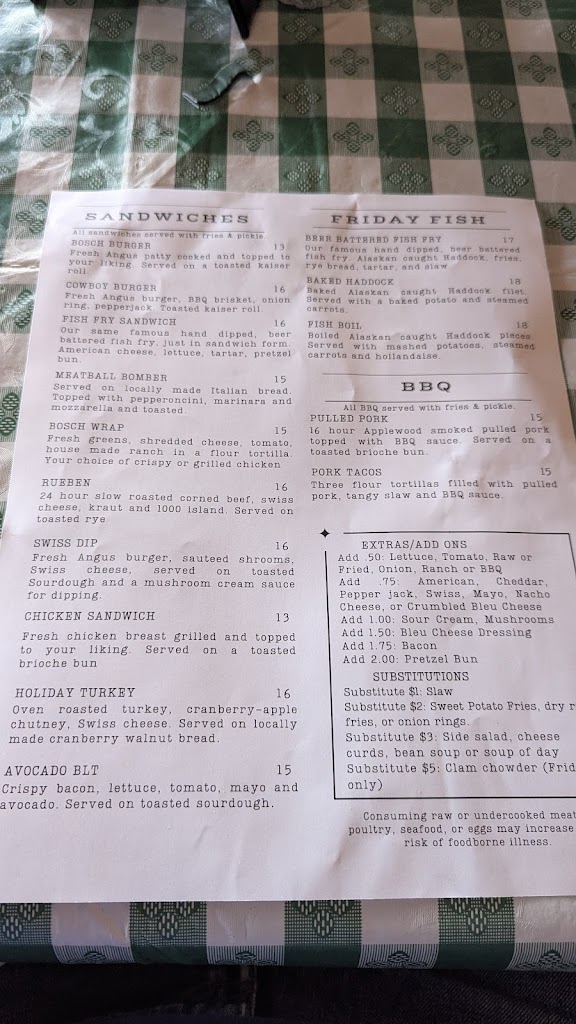 SANDWICHES
All sandwiches served with fries & pickle.
BOSCH BURGER 13
Fresh Angus patty cooked and topped to
your liking. Served on a toasted kaiser
roll.
COWBOY BURGER 16
Fresh Angus burger, BBQ brisket, onion
ring, pepperjack. Toasted kaiser roll.
FISH FRY SANDWICH 16
Our same famous hand dipped, beer
battered fish fry, just in sandwich form.
American cheese, lettuce, tartar, pretzel
bun.
MEATBALL BOMBER 15
Served on locally made Italian bread.
Topped with pepperoncini, marinara and
mozzarella and toasted.
BOSCH WRAP 15
Fresh greens, shredded cheese, tomato,
house made ranch in a flour tortilla.
Your choice of crispy or grilled chicken
RUEBEN 16
24 hour slow roasted corned beef, swiss
cheese, kraut and 1000 island. Served on
toasted rye
SWISS DIP 16
Fresh Angus burger, sauteed shrooms,
Swiss cheese, served on toasted
Sourdough and a mushroom cream sauce
for dipping.
CHICKEN SANDWICH 13
Fresh chicken breast grilled and topped
to your liking. Served on a toasted
brioche bun
HOLIDAY TURKEY 16
Oven roasted turkey, cranberry-apple
chutney, Swiss cheese. Served on locally
made cranberry walnut bread.
AVOCADO BLT 15
Crispy bacon, lettuce, tomato, mayo and
avocado. Served on toasted sourdough.
FRIDAY FISH
BEER BATTERED FISH FRY 17
Our famous hand dipped, beer battered
fish fry. Alaskan caught Haddock, fries,
rye bread, tartar, and slaw
BAKED HADDOCK 18
Baked Alaskan caught Haddock filet.
Served with a baked potato and steamed
carrots.
FISH BOIL 18
Boiled Alaskan caught Haddock pieces.
Served with mashed potatoes, steamed
carrots and hollandaise.
BBQ
All BBQ served with fries & pickle.
PULLED PORK 15
16 hour Applewood smoked pulled pork
topped with BBQ sauce. Served on a
toasted brioche bun.
PORK TACOS 15
Three flour tortillas filled with pulled
pork, tangy slaw and BBQ sauce.
EXTRAS/ADD ONS
Add .50: Lettuce, Tomato, Raw or
Fried, Onion, Ranch or BBQ
Add .75: American, Cheddar,
Pepper jack, Swiss, Mayo, Nacho
Cheese, or Crumbled Bleu Cheese
Add 1.00: Sour Cream, Mushrooms
Add 1.50: Bleu Cheese Dressing
Add 1.75: Bacon
Add 2.00: Pretzel Bun
SUBSTITUTIONS
Substitute $1: Slaw
Substitute $2: Sweet Potato Fries, dry r
fries, or onion rings.
Substitute $3: Side salad, cheese
curds, bean soup or soup of day
Substitute $5: Clam chowder (Frid
only)
Consuming raw or undercooked meat
poultry, seafood, or eggs may increase
risk of foodborne illness.